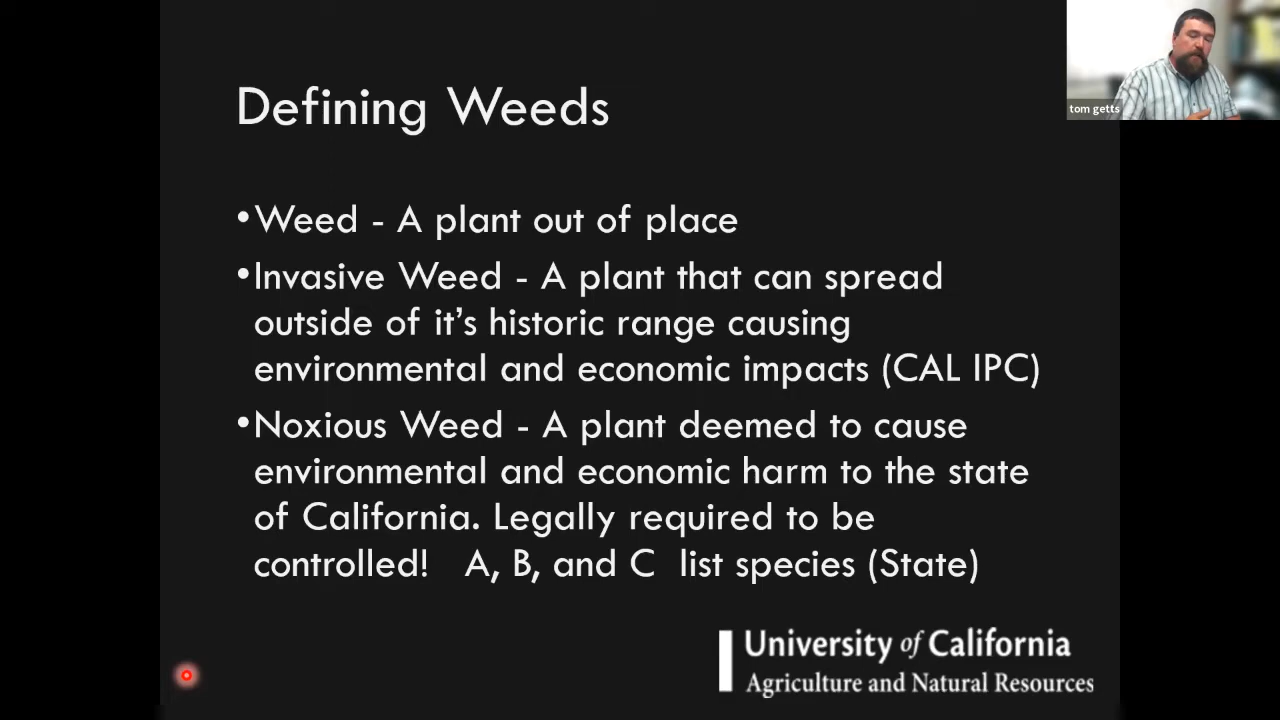 tom getts
Defining Weeds
•Weed - A plant out of place
•Invasive Weed - A plant that can spread
outside of it’s historic range causing
environmental and economic impacts (CAL IPC)
•Noxious Weed - A plant deemed to cause
environmental and economic harm to the state
of California. Legally required to be
controlled! A, B, and C list species (State)
University of California
Agriculture and Natural Resources